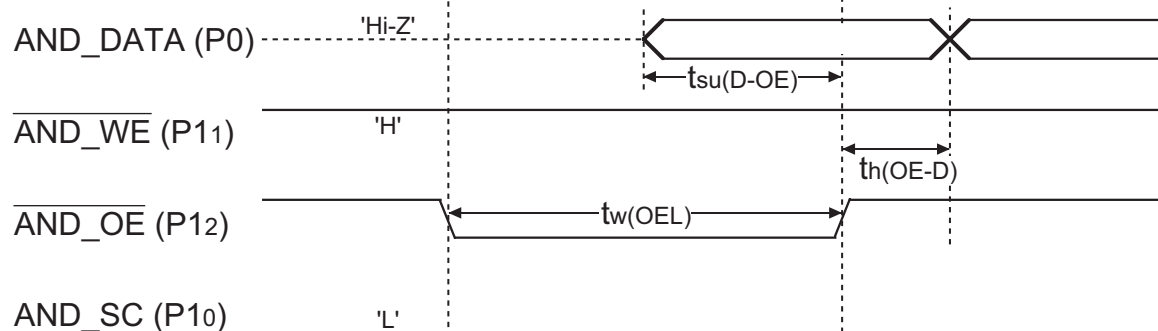 AND_DATA (P0) 'Hi-Z'
tsu(D-OE)
AND_WE (P11) 'H'
th(OE-D)
AND_OE (P12) tw(OEL)
AND_SC (P10) 'L'